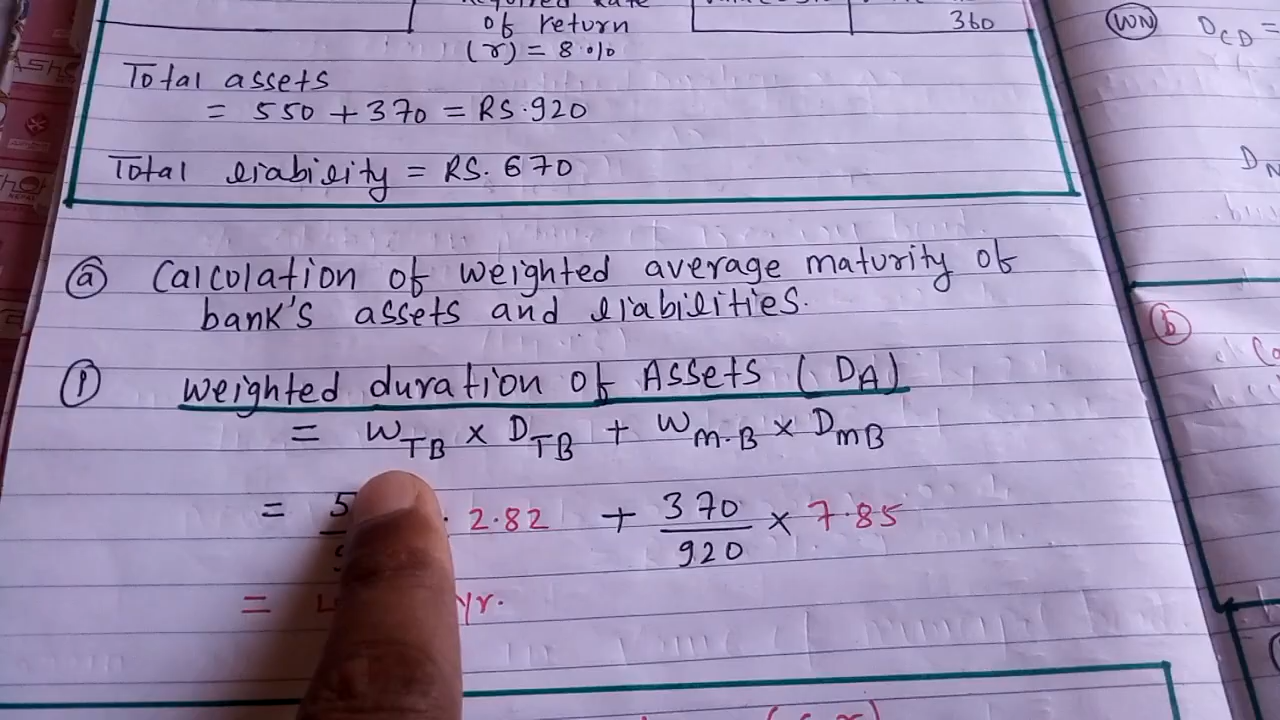 of return
360
(r) = 8%
Total assets
= 550 + 370 = RS.920
Total liability = RS. 670
(a) Calculation of weighted average maturity of
bank's assets and liabilities.
(1) Weighted duration of Assets (DA)
= WTB × DTB + Wm.B × DmB
= 2.82 + 370/920 × 7.85
= yr.
WN DCD =
(b)